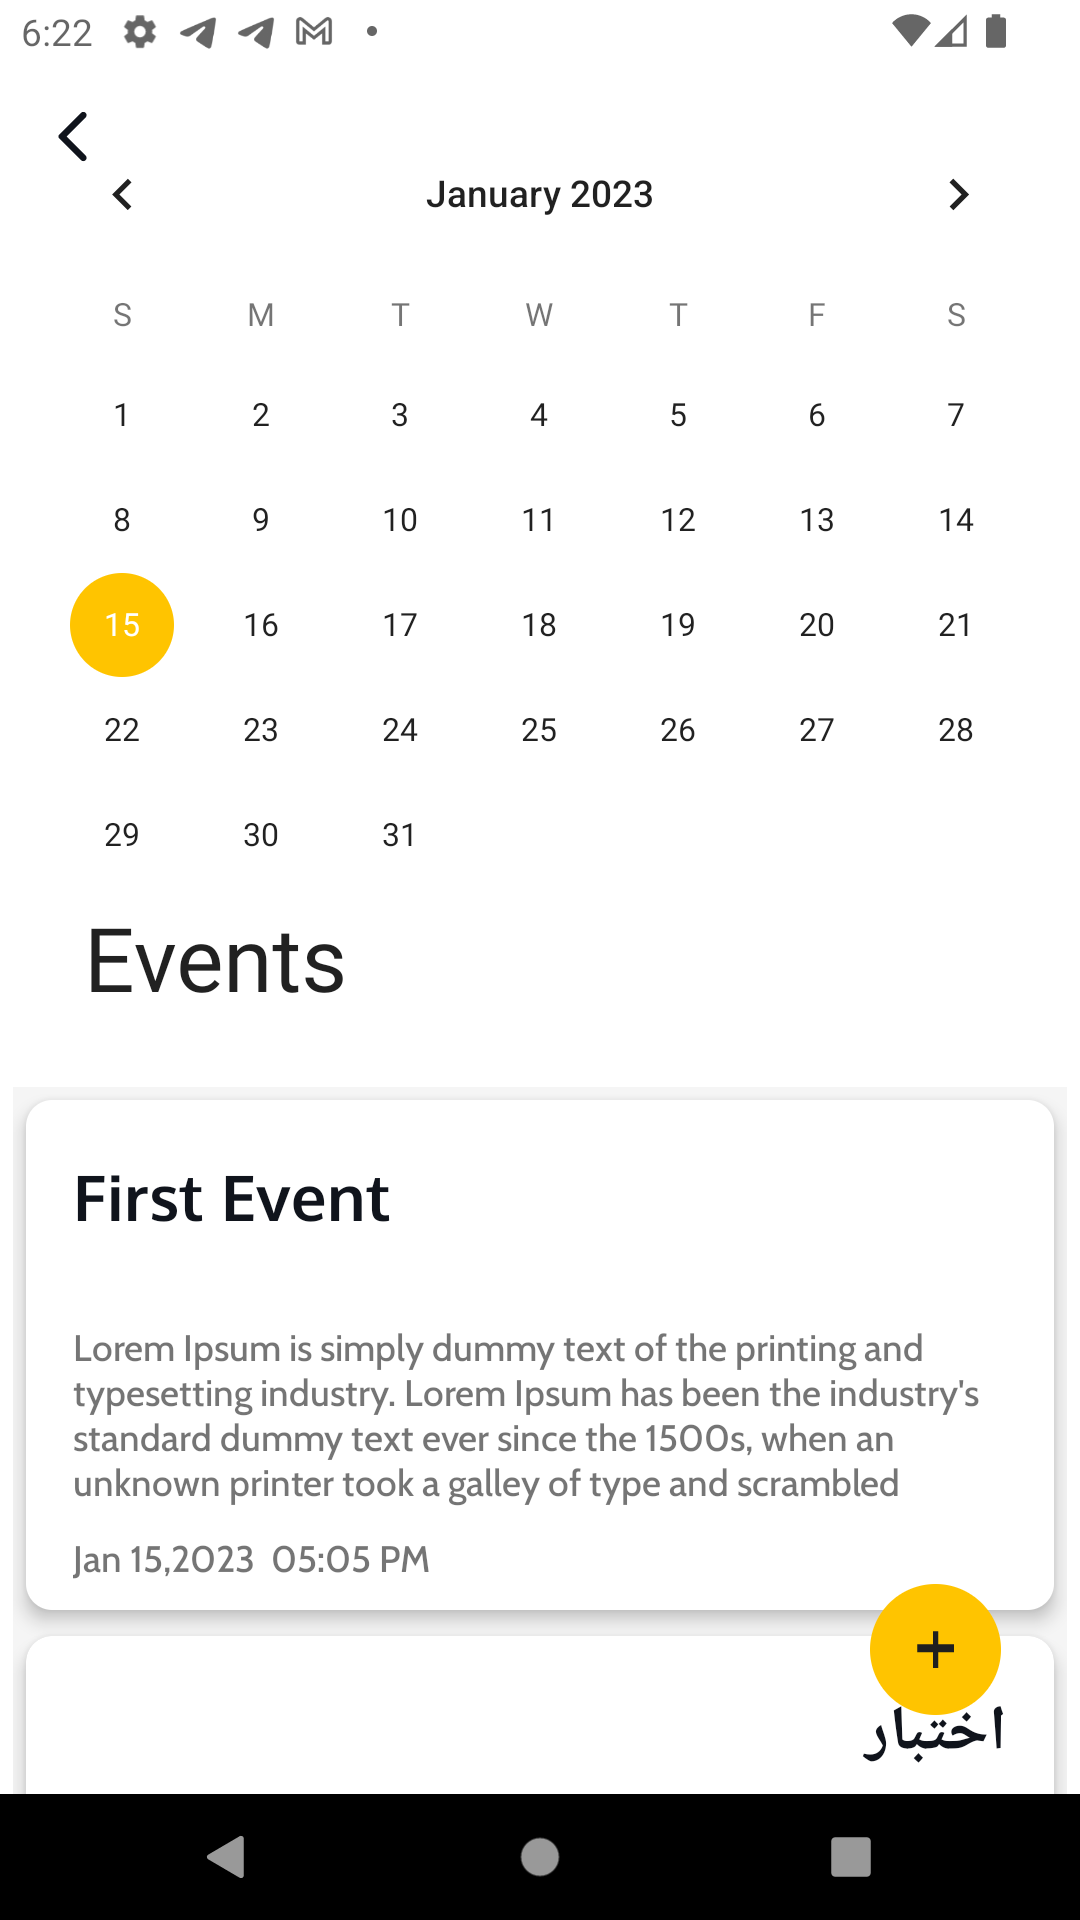 6:22
January 2023
S M T W T F S
1 2 3 4 5 6 7
8 9 10 11 12 13 14
15 16 17 18 19 20 21
22 23 24 25 26 27 28
29 30 31
Events
First Event
Lorem Ipsum is simply dummy text of the printing and
typesetting industry. Lorem Ipsum has been the industry's
standard dummy text ever since the 1500s, when an
unknown printer took a galley of type and scrambled
Jan 15,2023 05:05 PM
اختبار